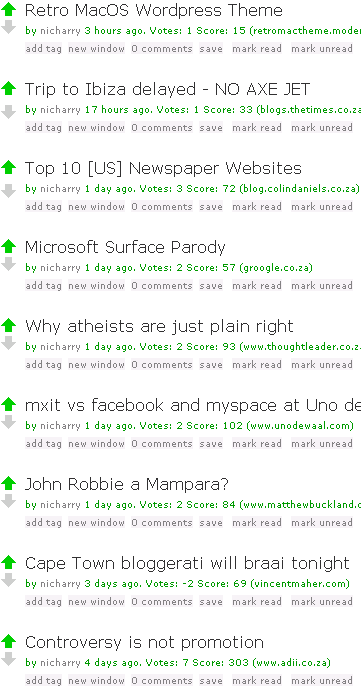 Retro MacOS Wordpress Theme
by nicharry 3 hours ago. Votes: 1 Score: 15 (retromactheme.moder
add tag new window 0 comments save mark read mark unread
Trip to Ibiza delayed - NO AXE JET
by nicharry 17 hours ago. Votes: 1 Score: 33 (blogs.thetimes.co.za
add tag new window 0 comments save mark read mark unread
Top 10 [US] Newspaper Websites
by nicharry 1 day ago. Votes: 3 Score: 72 (blog.colindaniels.co.za)
add tag new window 0 comments save mark read mark unread
Microsoft Surface Parody
by nicharry 1 day ago. Votes: 2 Score: 57 (groogle.co.za)
add tag new window 0 comments save mark read mark unread
Why atheists are just plain right
by nicharry 1 day ago. Votes: 2 Score: 93 (www.thoughtleader.co.z
add tag new window 0 comments save mark read mark unread
mxit vs facebook and myspace at Uno de
by nicharry 1 day ago. Votes: 2 Score: 102 (www.unodewaal.com)
add tag new window 0 comments save mark read mark unread
John Robbie a Mampara?
by nicharry 1 day ago. Votes: 2 Score: 84 (www.matthewbuckland.c
add tag new window 0 comments save mark read mark unread
Cape Town bloggerati will braai tonight
by nicharry 3 days ago. Votes: -2 Score: 69 (vincentmaher.com)
add tag new window 0 comments save mark read mark unread
Controversy is not promotion
by nicharry 4 days ago. Votes: 7 Score: 303 (www.adii.co.za)
add tag new window 0 comments save mark read mark unread